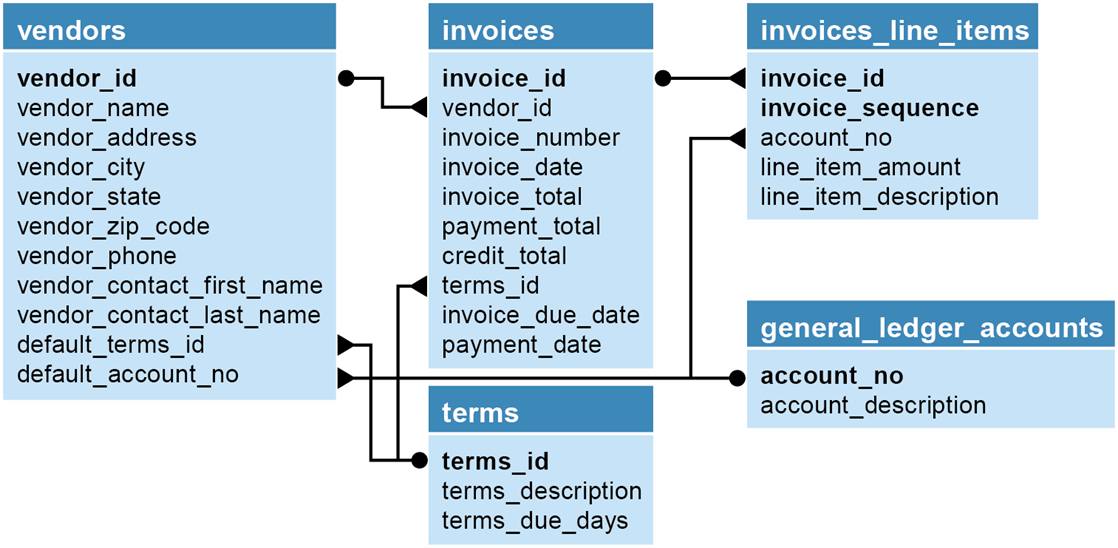 vendors
vendor_id
vendor_name
vendor_address
vendor_city
vendor_state
vendor_zip_code
vendor_phone
vendor_contact_first_name
vendor_contact_last_name
default_terms_id
default_account_no
invoices
invoice_id
vendor_id
invoice_number
invoice_date
invoice_total
payment_total
credit_total
terms_id
invoice_due_date
payment_date
terms
terms_id
terms_description
terms_due_days
invoices_line_items
invoice_id
invoice_sequence
account_no
line_item_amount
line_item_description
general_ledger_accounts
account_no
account_description